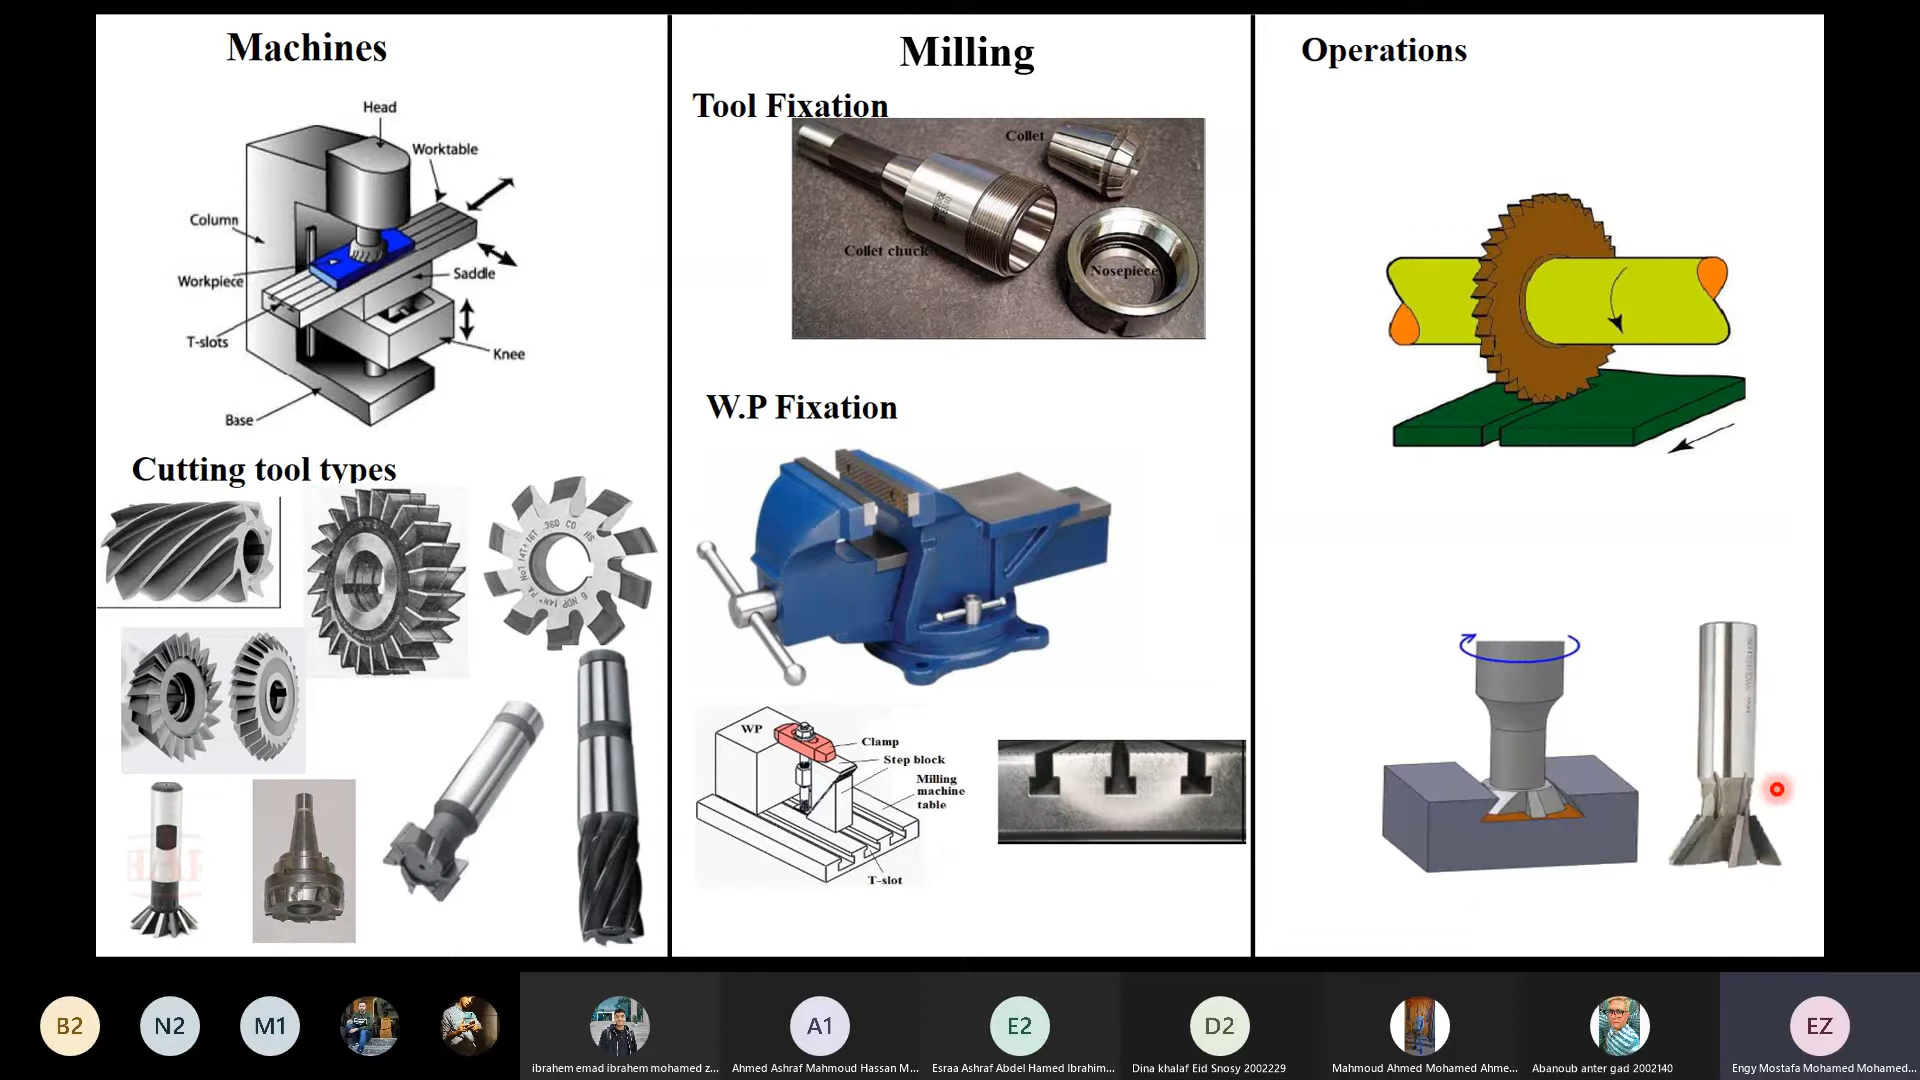 Machines
Head
Worktable
Column
Workpiece
Saddle
T-slots
Knee
Base
Cutting tool types
Milling
Tool Fixation
Collet
Collet chuck
Nosepiece
W.P Fixation
WP
Clamp
Step block
Milling
machine
table
T-slot
Operations
B2
N2
M1
A1
E2
D2
EZ
ibrahem emad ibrahem mohamed z...
Ahmed Ashraf Mahmoud Hassan M...
Esraa Ashraf Abdel Hamed Ibrahim...
Dina khalaf Eid Snosy 2002229
Mahmoud Ahmed Mohamed Ahme...
Abanoub anter gad 2002140
Engy Mostafa Mohamed Mohamed...